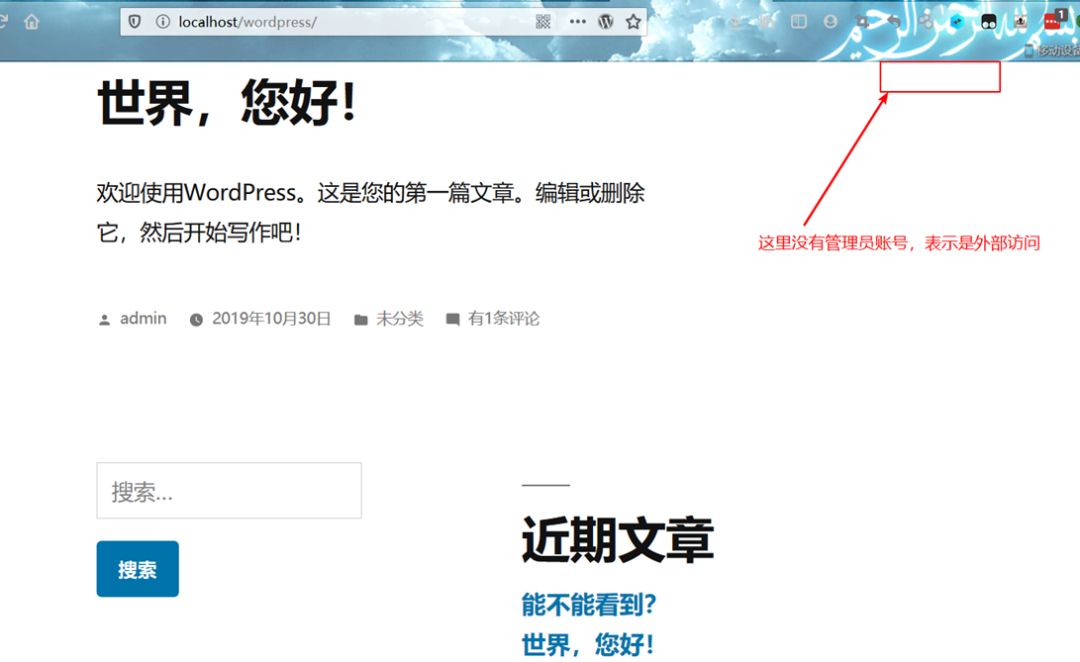 localhost/wordpress/
1
移动设备
世界，您好！
这里没有管理员账号，表示是外部访问
欢迎使用WordPress。这是您的第一篇文章。编辑或删除
它，然后开始写作吧！
admin 2019年10月30日 未分类 有1条评论
搜索…
搜索
近期文章
能不能看到？
世界，您好！